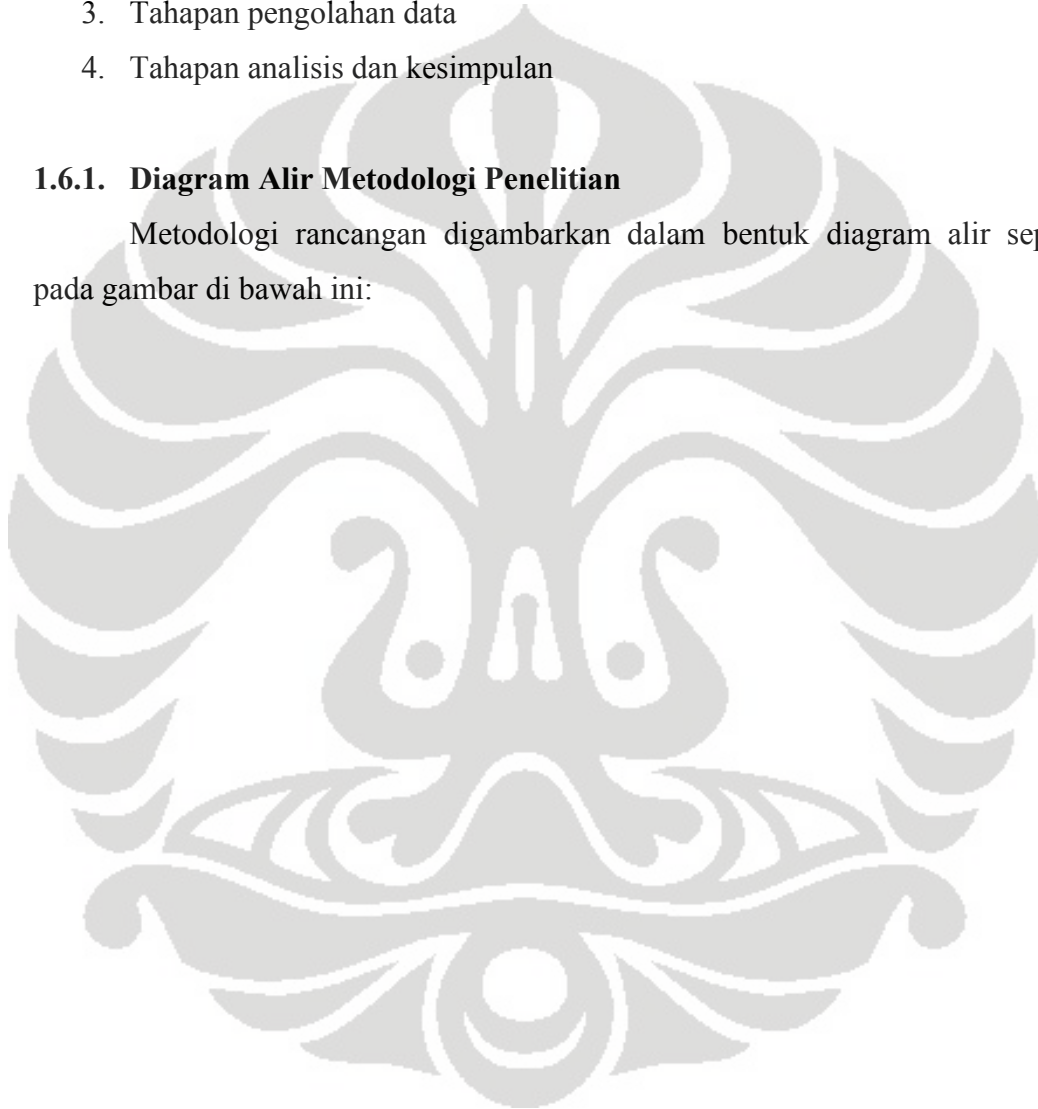 3. Tahapan pengolahan data
4. Tahapan analisis dan kesimpulan
1.6.1. Diagram Alir Metodologi Penelitian
Metodologi rancangan digambarkan dalam bentuk diagram alir
pada gambar di bawah ini: